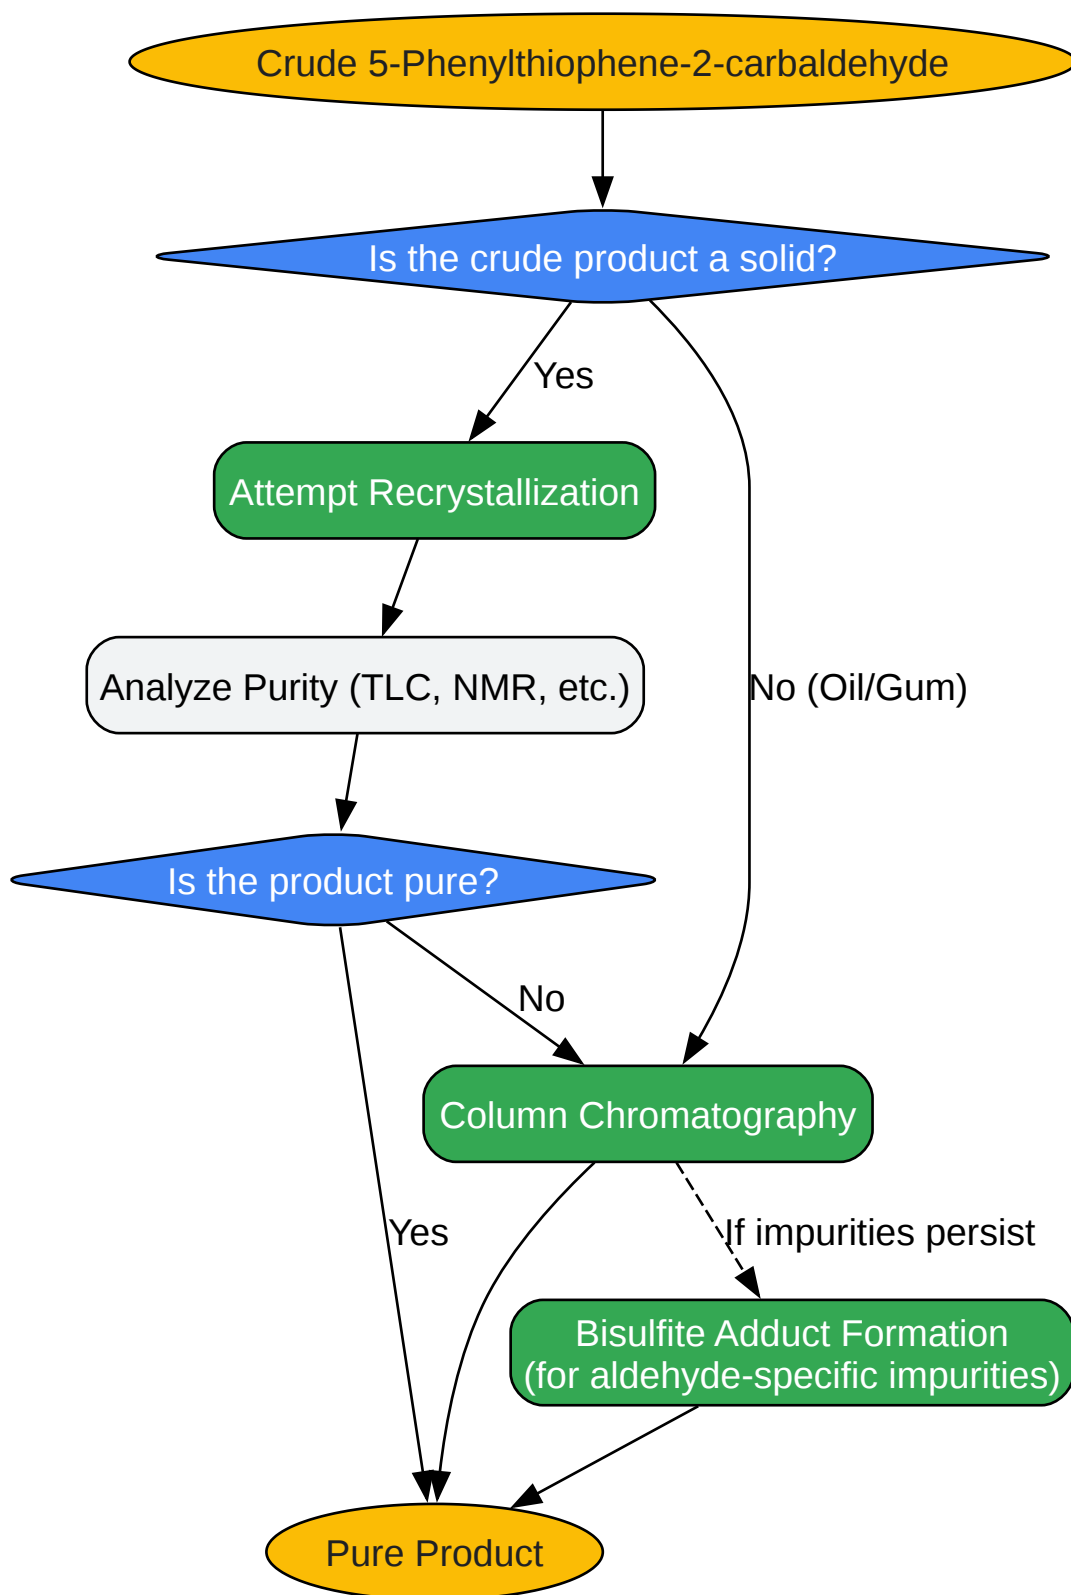 Crude 5-Phenylthiophene-2-carbaldehyde
Is the crude product a solid?
Yes
Attempt Recrystallization
Analyze Purity (TLC, NMR, etc.)
No (Oil/Gum)
Is the product pure?
No
Column Chromatography
Yes
If impurities persist
Bisulfite Adduct Formation
(for aldehyde-specific impurities)
Pure Product